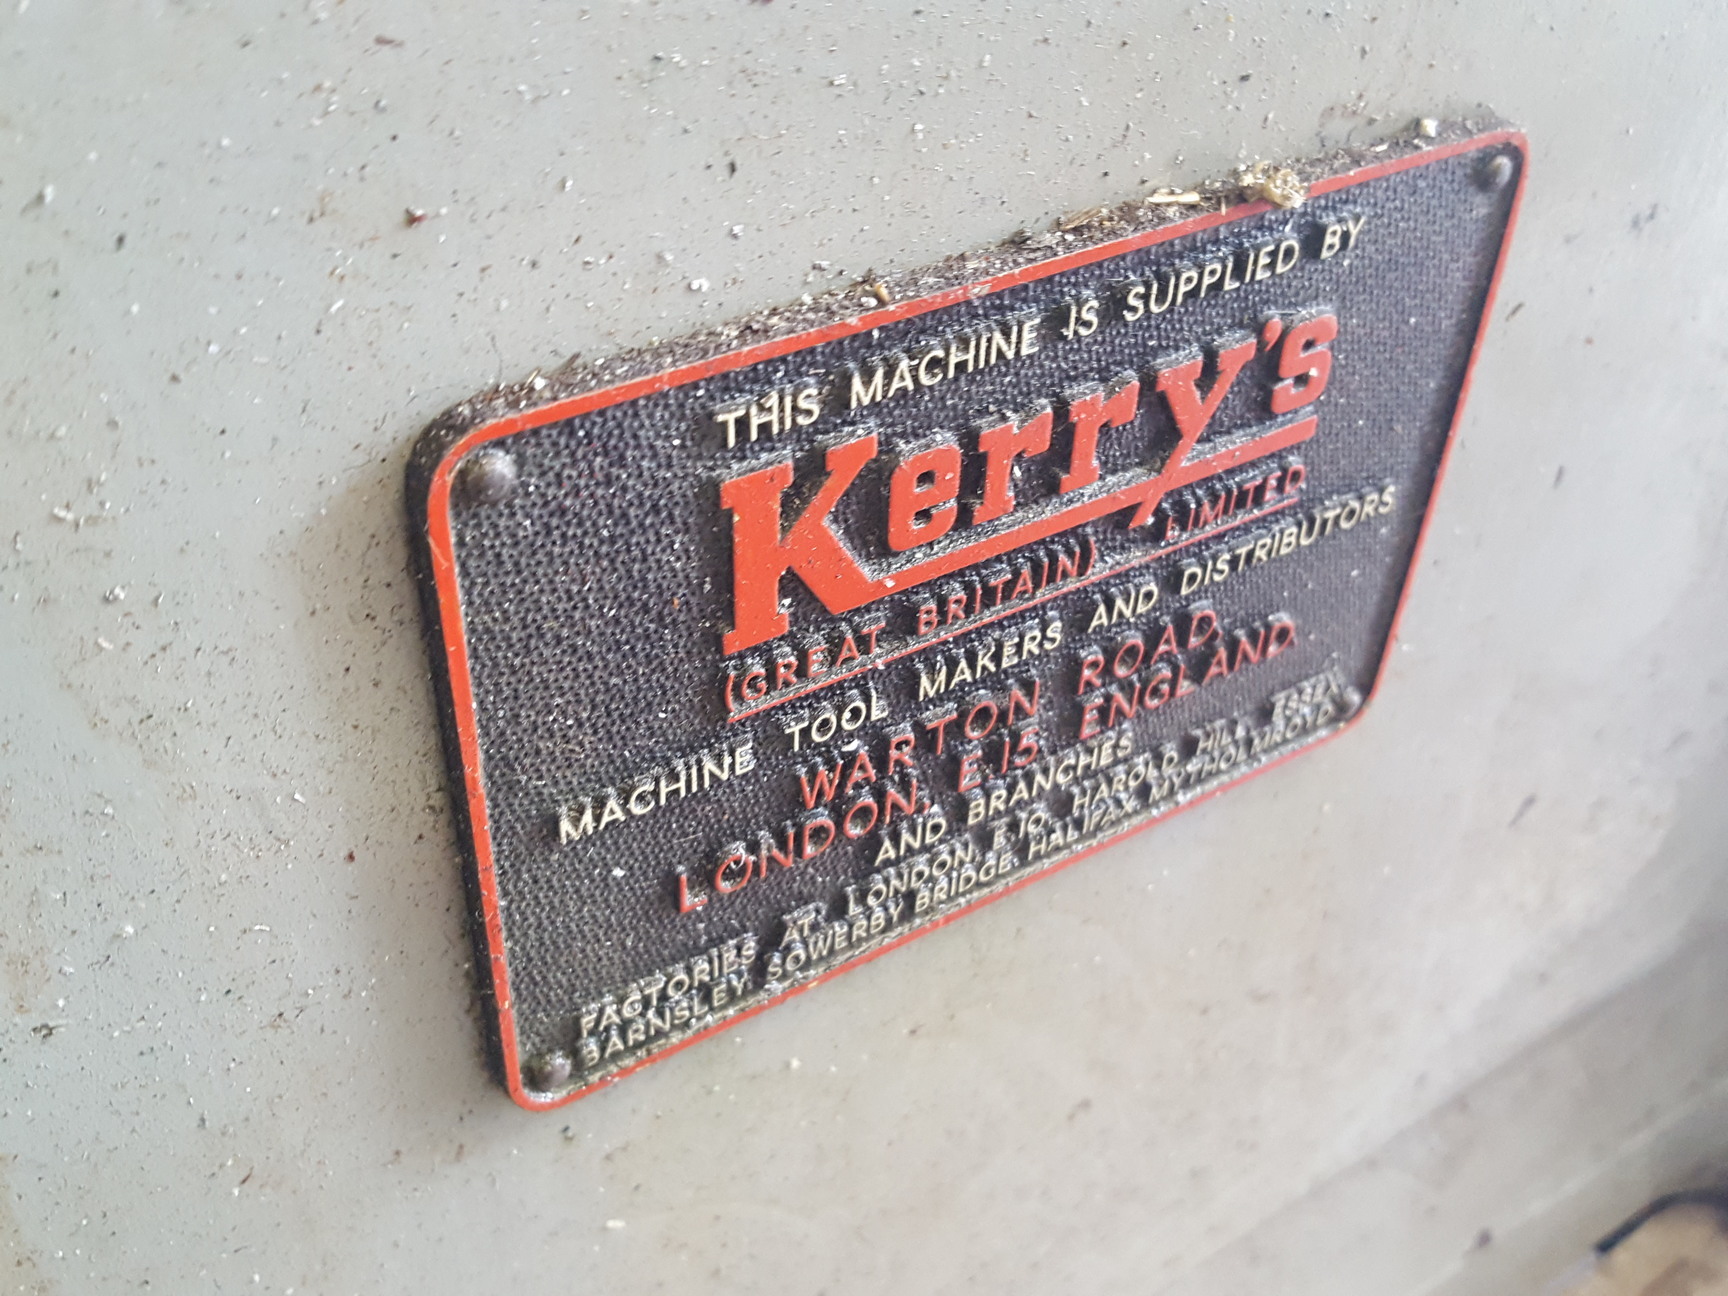 THIS MACHINE IS SUPPLIED BY
Kerry's
(GREAT BRITAIN) LIMITED
MACHINE TOOL MAKERS AND DISTRIBUTORS
WARTON ROAD,
LONDON, E.15, ENGLAND.
AND BRANCHES
FACTORIES AT, LONDON, E.10, HAROLD HILL, ESSEX
BARNSLEY, SOWERBY BRIDGE, HALIFAX, MYTHOLMROYD